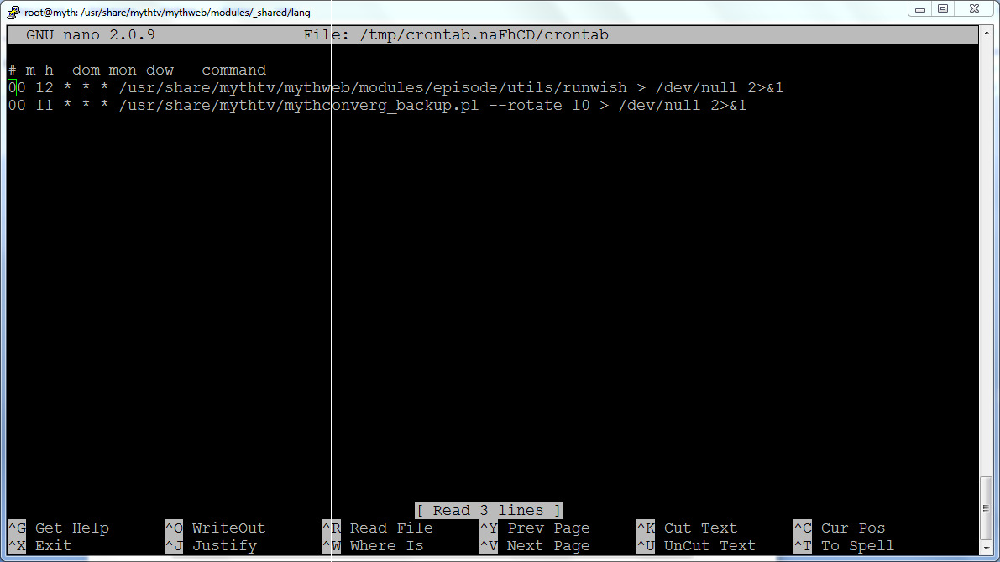 root@myth: /usr/share/mythtv/mythweb/modules/_shared/lang
GNU nano 2.0.9 File: /tmp/crontab.naFhCD/crontab
# m h  dom mon dow   command
00 12 * * * /usr/share/mythtv/mythweb/modules/episode/utils/runwish > /dev/null 2>&1
00 11 * * * /usr/share/mythtv/mythconverg_backup.pl --rotate 10 > /dev/null 2>&1
[ Read 3 lines ]
^G Get Help ^O WriteOut ^R Read File ^Y Prev Page ^K Cut Text ^C Cur Pos
^X Exit ^J Justify ^W Where Is ^V Next Page ^U UnCut Text ^T To Spell